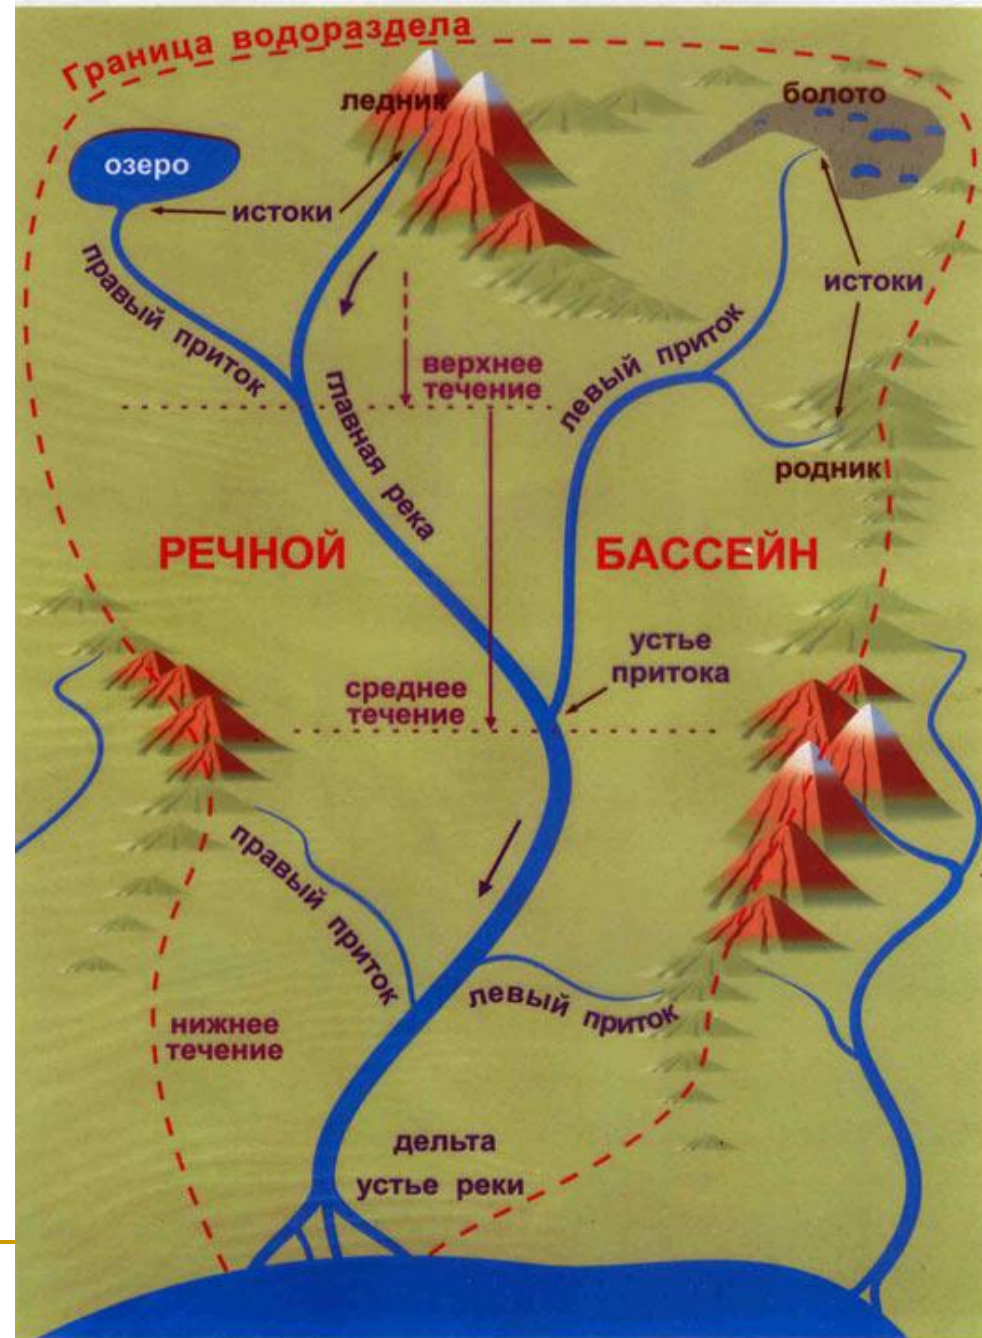 Граница водораздела
ледник
болото
озеро
истоки
правый приток
истоки
левый приток
верхнее
течение
главная река
родник
РЕЧНОЙ БАССЕЙН
устье
притока
среднее
течение
правый приток
левый приток
нижнее
течение
дельта
устье реки